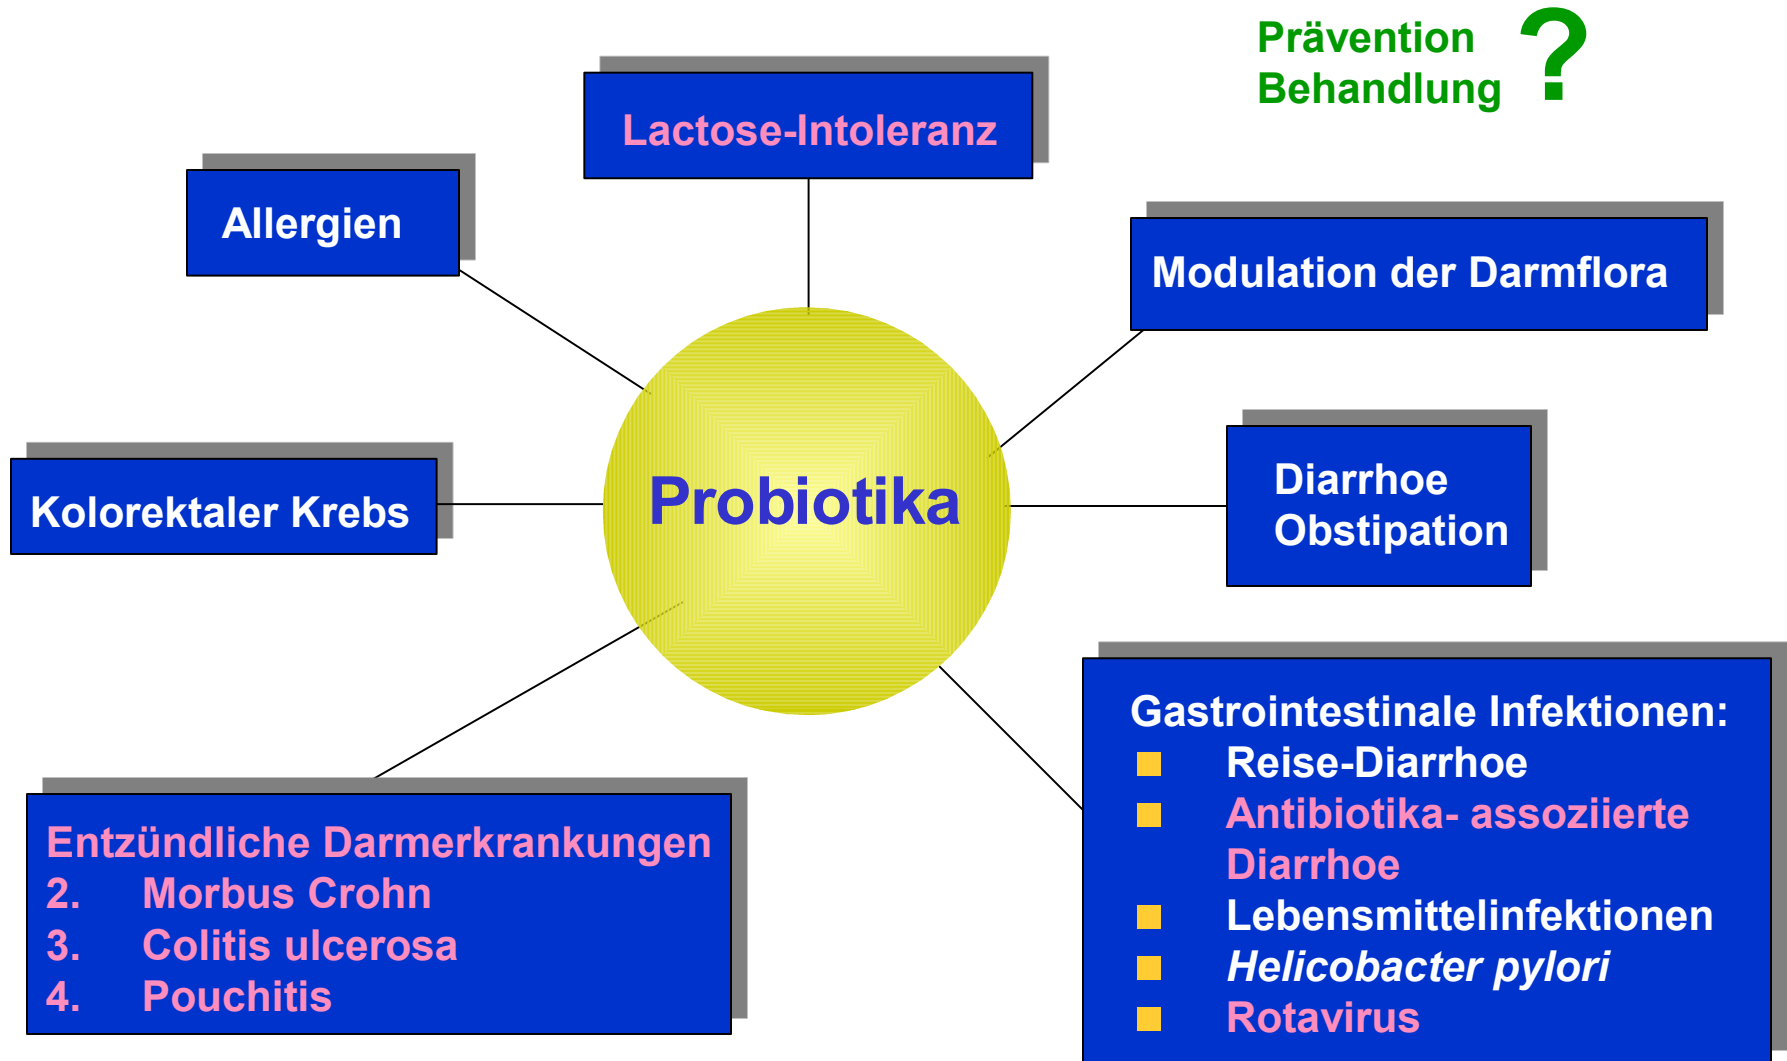 Prävention
Behandlung ?
Lactose-Intoleranz
Allergien
Modulation der Darmflora
Probiotika
Diarrhoe
Obstipation
Kolorektaler Krebs
Gastrointestinale Infektionen:
Reise-Diarrhoe
Antibiotika- assoziierte
Diarrhoe
Lebensmittelinfektionen
Helicobacter pylori
Rotavirus
Entzündliche Darmerkrankungen
2. Morbus Crohn
3. Colitis ulcerosa
4. Pouchitis